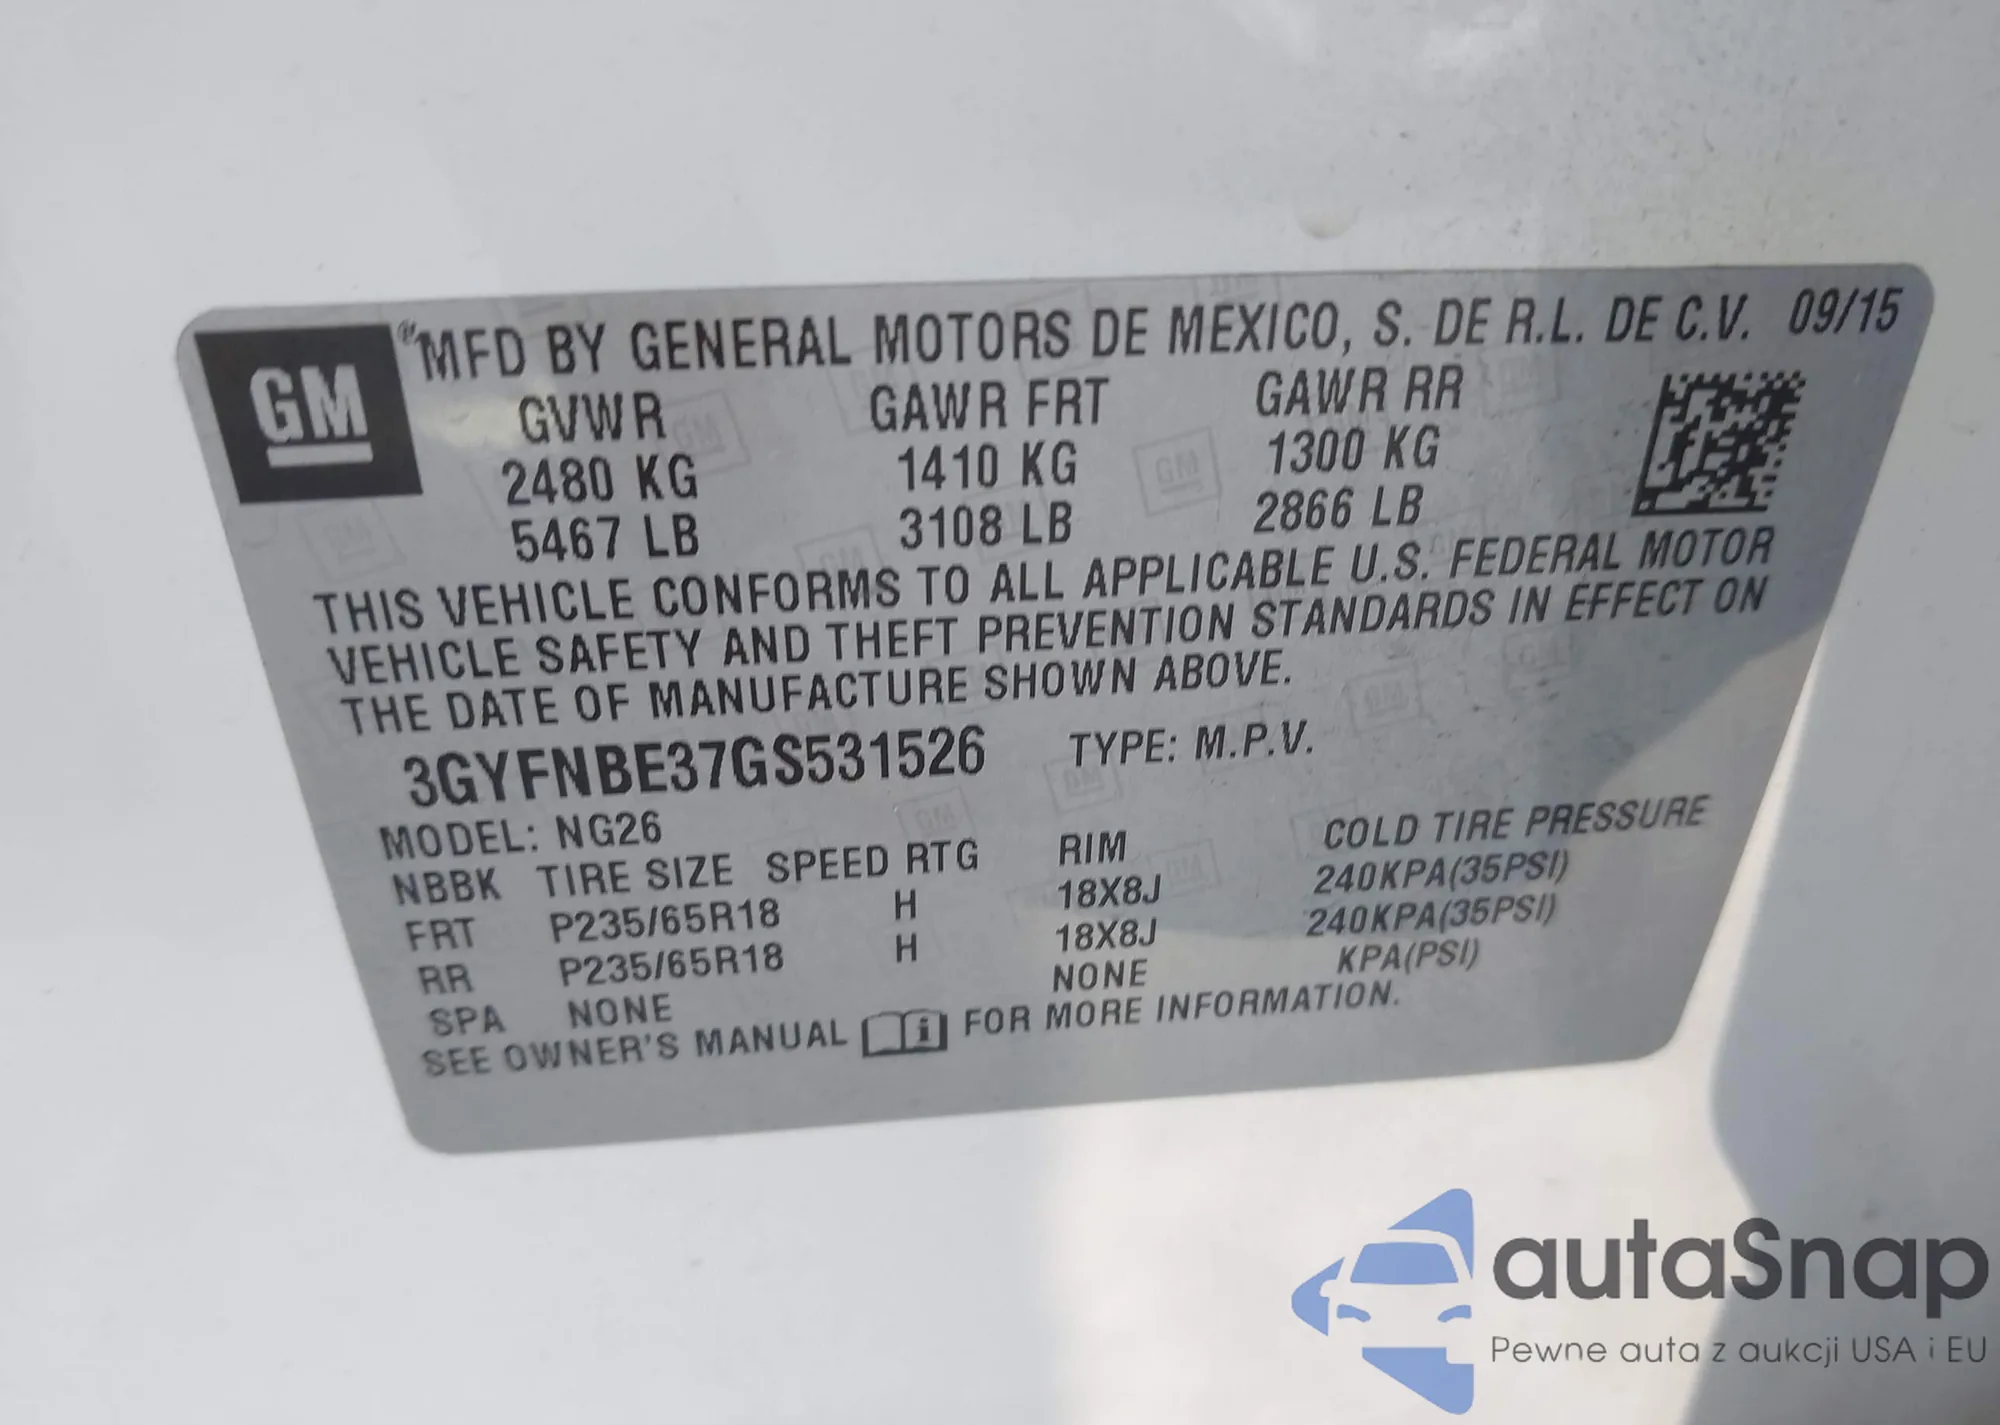 GM
® MFD BY GENERAL MOTORS DE MEXICO, S. DE R.L. DE C.V. 09/15
GVWR GAWR FRT GAWR RR
2480 KG 1410 KG 1300 KG
5467 LB 3108 LB 2866 LB
THIS VEHICLE CONFORMS TO ALL APPLICABLE U.S. FEDERAL MOTOR
VEHICLE SAFETY AND THEFT PREVENTION STANDARDS IN EFFECT ON
THE DATE OF MANUFACTURE SHOWN ABOVE.
3GYFNBE37GS531526 TYPE: M.P.V.
MODEL: NG26
NBBK TIRE SIZE SPEED RTG RIM COLD TIRE PRESSURE
FRT P235/65R18 H 18X8J 240KPA(35PSI)
RR P235/65R18 H 18X8J 240KPA(35PSI)
SPA NONE NONE KPA(PSI)
SEE OWNER'S MANUAL i FOR MORE INFORMATION.
autaSnap
Pewne auta z aukcji USA i EU